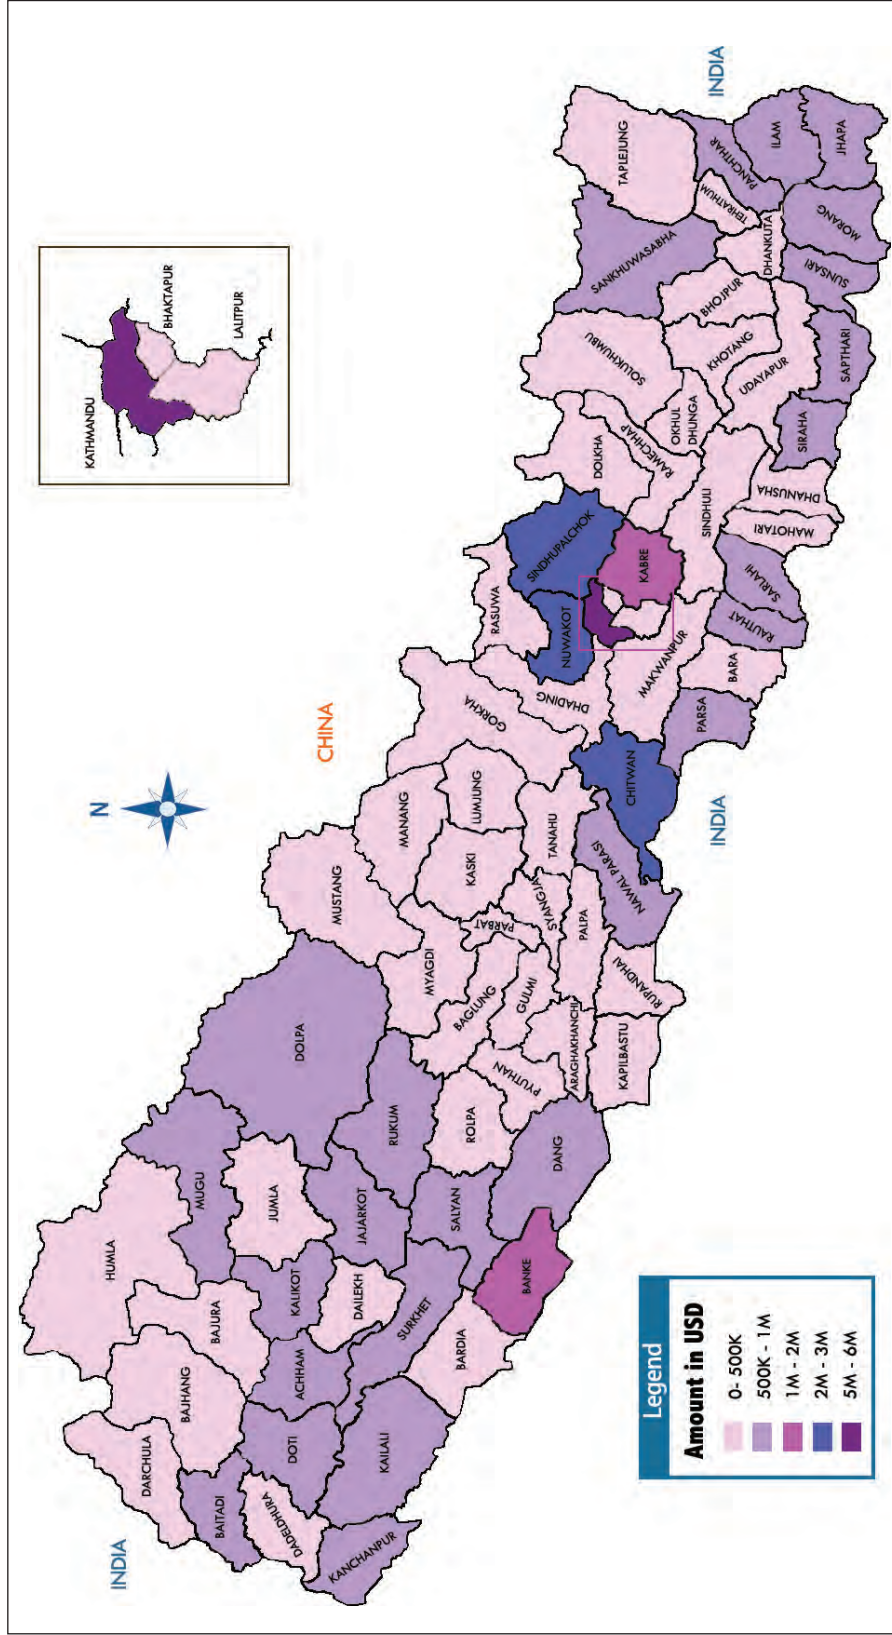 N
INDIA
CHINA
INDIA
INDIA
KATHMANDU
BHAKTAPUR
LALITPUR
DARCHULA
BAITADI
DADELDHURA
KANCHANPUR
BAJHANG
DOTI
KAILALI
HUMLA
BAJURA
ACHHAM
MUGU
KALIKOT
DAILEKH
SURKHET
BARDIA
JUMLA
JAJARKOT
SALYAN
BANKE
DOLPA
RUKUM
ROLPA
DANG
PYUTHAN
MUSTANG
MYAGDI
BAGLUNG
GULMI
ARAGHAKHANCHI
KAPILBASTU
PARBAT
SYANGJA
PALPA
RUPANDHAI
MANANG
KASKI
LUMJUNG
TANAHU
NAWAL PARASI
GORKHA
DHADING
CHITWAN
RASUWA
NUWAKOT
MAKWANPUR
PARSA
BARA
SINDHUPALCHOK
KABRE
RAUTHAT
SARLAHI
DOLKHA
RAMECHHAP
SINDHULI
MAHOTARI
DHANUSHA
SOLUKHUMBU
OKHUL
DHUNGA
KHOTANG
UDAYAPUR
SIRAHA
SAPTHARI
SANKHUWASABHA
BHOJPUR
DHANKUTA
SUNSARI
MORANG
TAPLEJUNG
TEHRATHUM
PANCHHAR
ILAM
JHAPA
Legend
Amount in USD
0- 500K
500K - 1M
1M - 2M
2M - 3M
5M - 6M